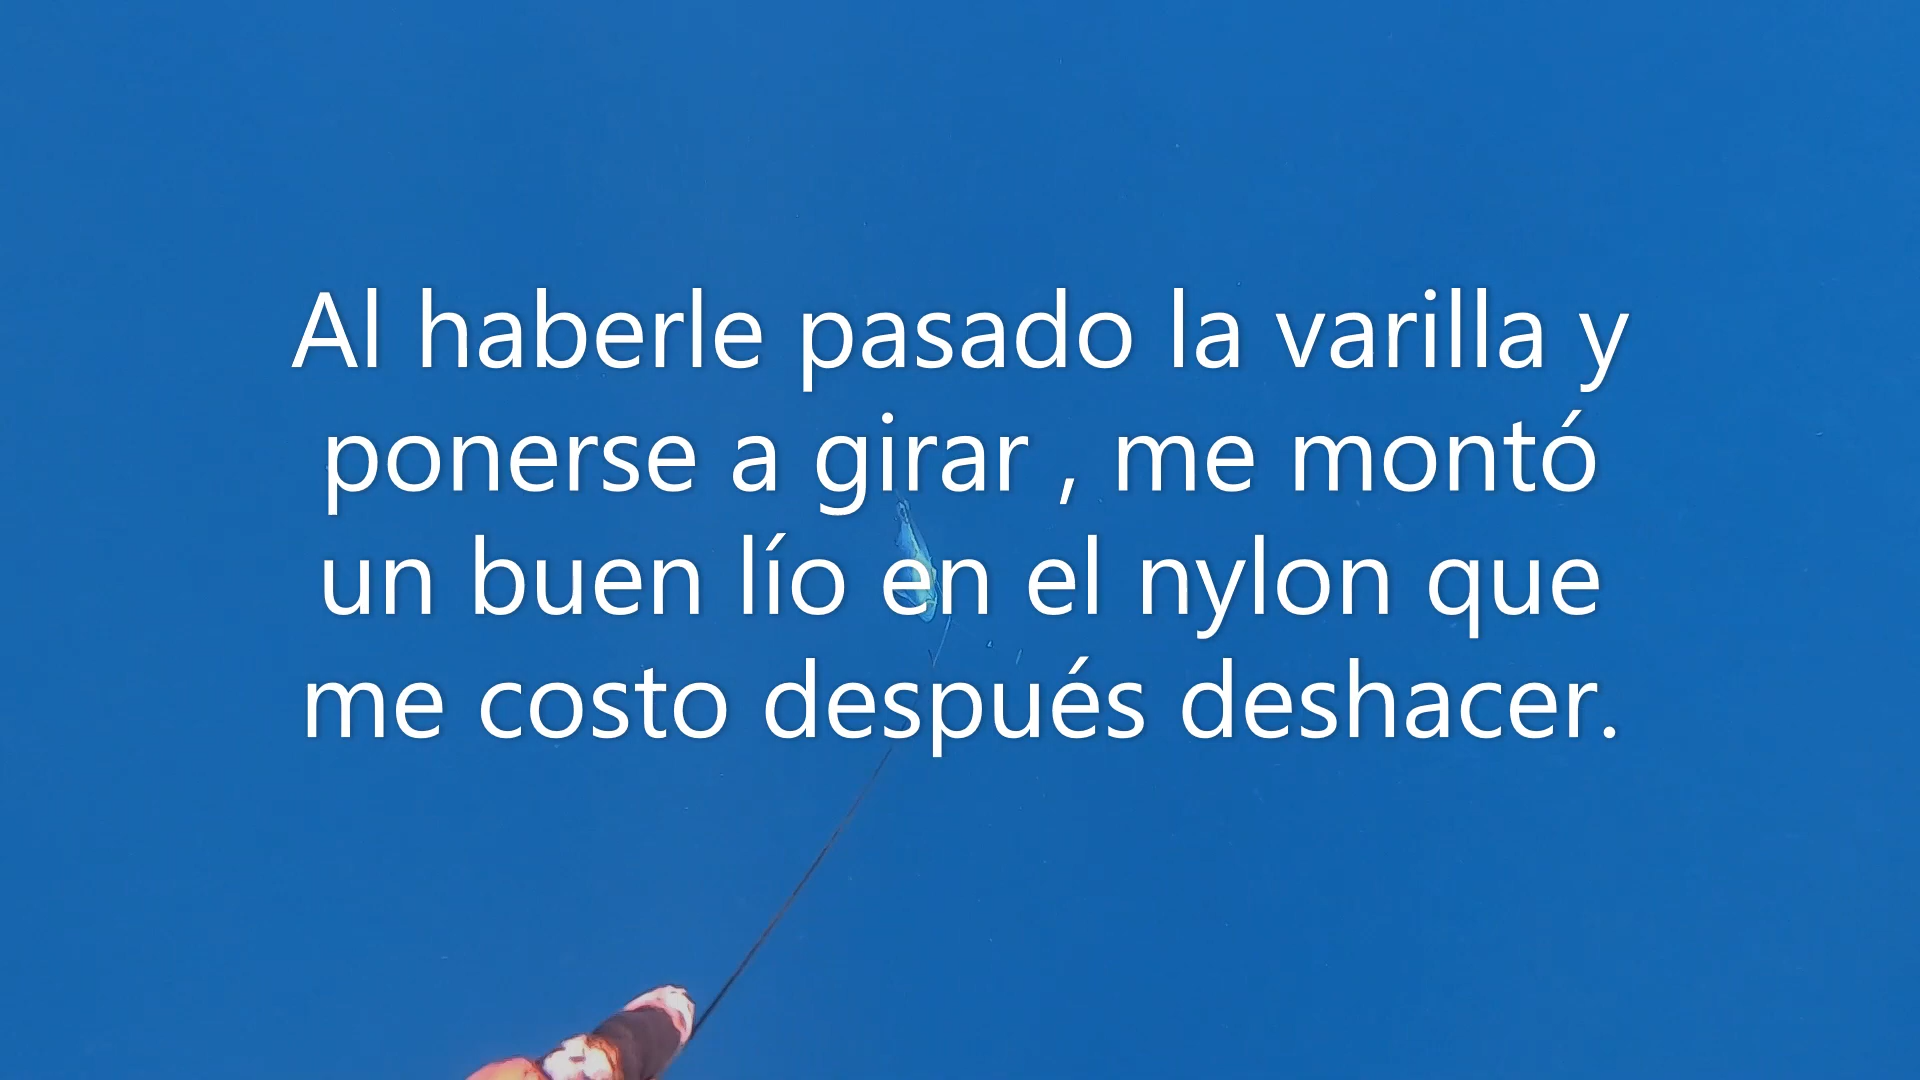 Al haberle pasado la varilla y
ponerse a girar , me montó
un buen lío en el nylon que
me costo después deshacer.